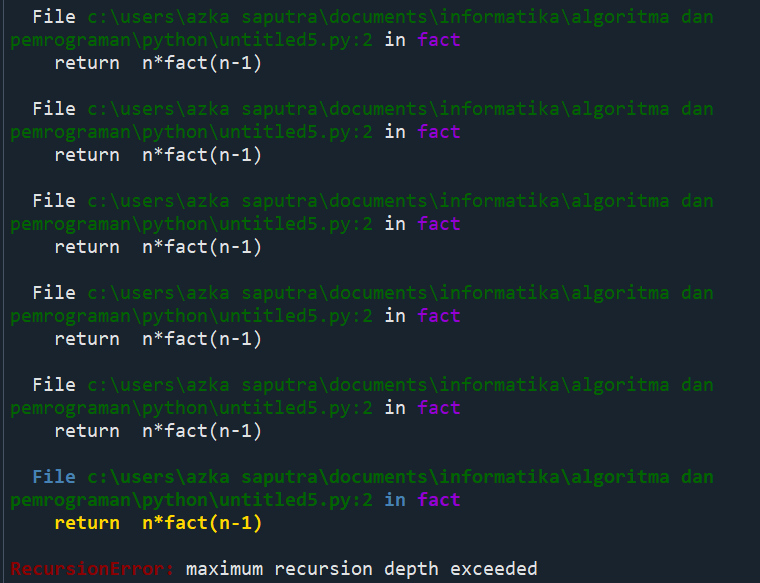 File c:\users\azka saputra\documents\informatika\algoritma dan
pemrograman\python\untitled5.py:2 in fact
return  n*fact(n-1)
File c:\users\azka saputra\documents\informatika\algoritma dan
pemrograman\python\untitled5.py:2 in fact
return  n*fact(n-1)
File c:\users\azka saputra\documents\informatika\algoritma dan
pemrograman\python\untitled5.py:2 in fact
return  n*fact(n-1)
File c:\users\azka saputra\documents\informatika\algoritma dan
pemrograman\python\untitled5.py:2 in fact
return  n*fact(n-1)
File c:\users\azka saputra\documents\informatika\algoritma dan
pemrograman\python\untitled5.py:2 in fact
return  n*fact(n-1)
File c:\users\azka saputra\documents\informatika\algoritma dan
pemrograman\python\untitled5.py:2 in fact
return  n*fact(n-1)
RecursionError: maximum recursion depth exceeded